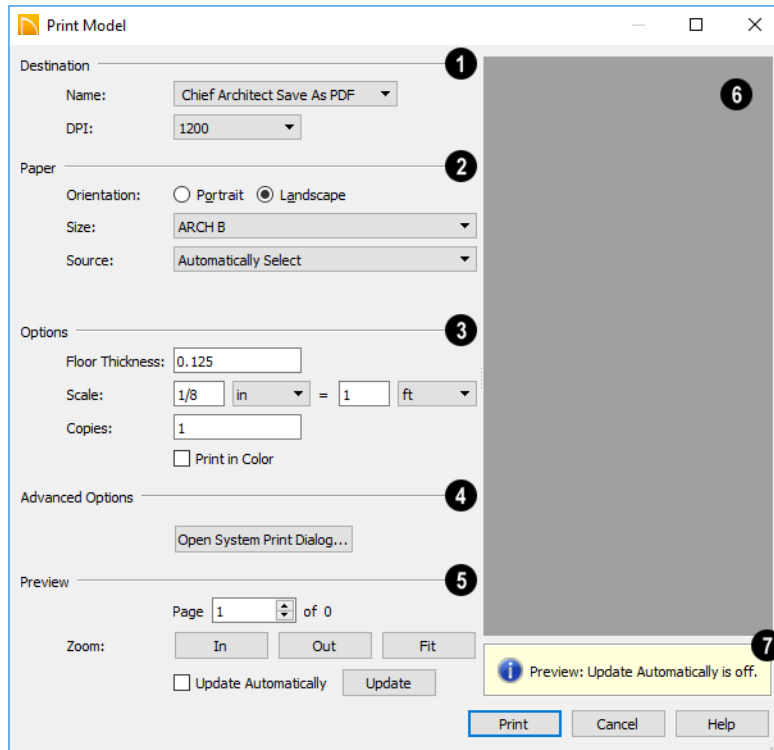 Print Model
Destination 1
Name: Chief Architect Save As PDF
DPI: 1200
Paper 2
Orientation: Portrait Landscape
Size: ARCH B
Source: Automatically Select
Options 3
Floor Thickness: 0.125
Scale: 1/8 in = 1 ft
Copies: 1
Print in Color
Advanced Options 4
Open System Print Dialog...
Preview 5
Page 1 of 0
Zoom: In Out Fit
Update Automatically Update
6
7
Preview: Update Automatically is off.
Print Cancel Help